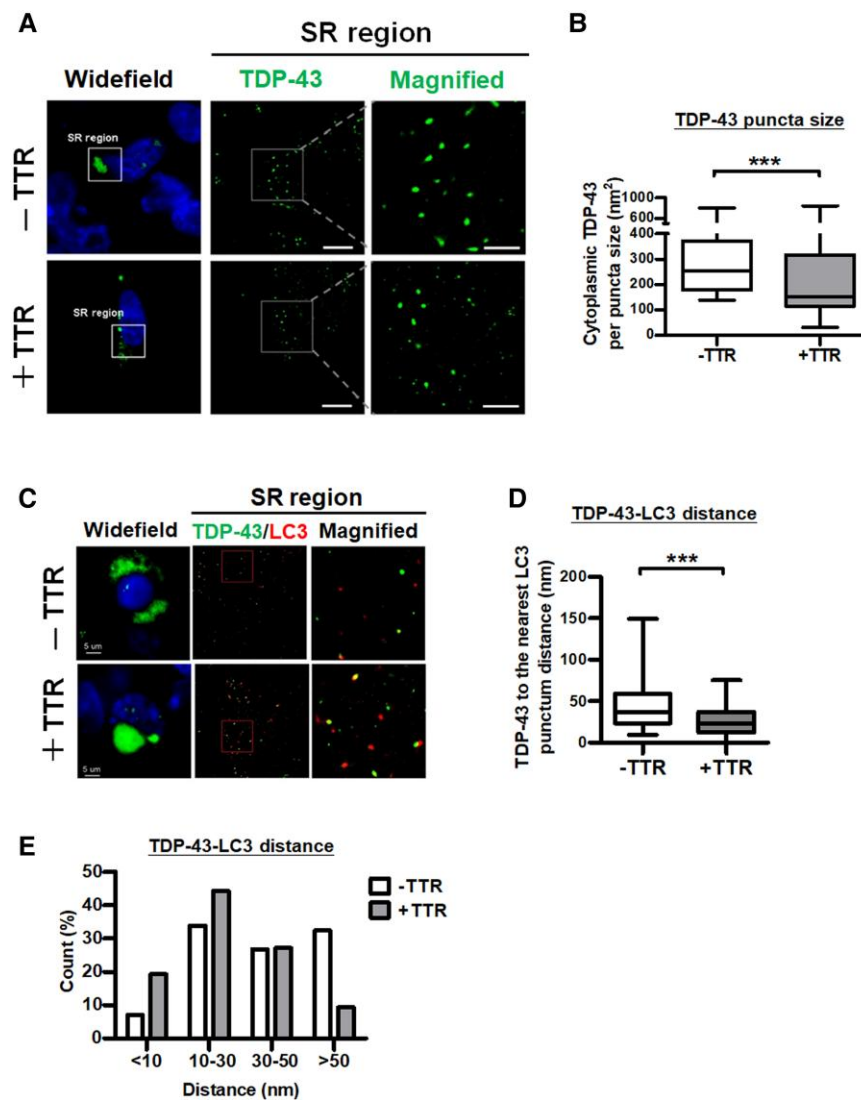 A
SR region
Widefield
TDP-43
Magnified
− TTR
SR region
+ TTR
SR region
B
TDP-43 puncta size
***
Cytoplasmic TDP-43
per puncta size (nm²)
1000
600
400
300
200
100
0
-TTR
+TTR
C
SR region
Widefield
TDP-43/LC3
Magnified
− TTR
5 um
+ TTR
5 um
D
TDP-43-LC3 distance
***
TDP-43 to the nearest LC3
punctum distance (nm)
200
150
100
50
0
-TTR
+TTR
E
TDP-43-LC3 distance
Count (%)
50
40
30
20
10
0
<10
10-30
30-50
>50
Distance (nm)
-TTR
+TTR